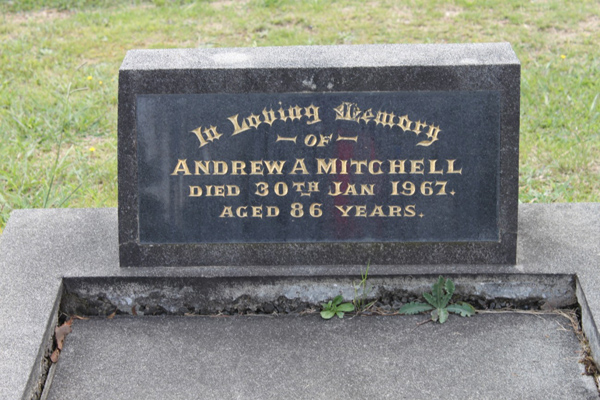 In Loving Memory
- OF -
ANDREW A MITCHELL
DIED 30TH JAN 1967.
AGED 86 YEARS.